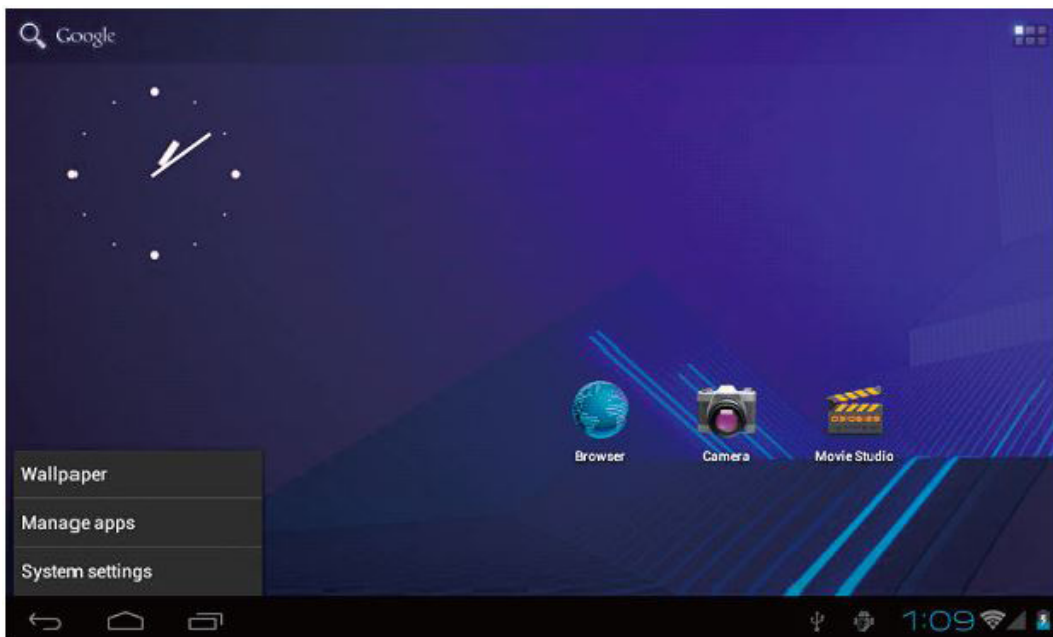 Google
Browser
Camera
Movie Studio
Wallpaper
Manage apps
System settings
1:09